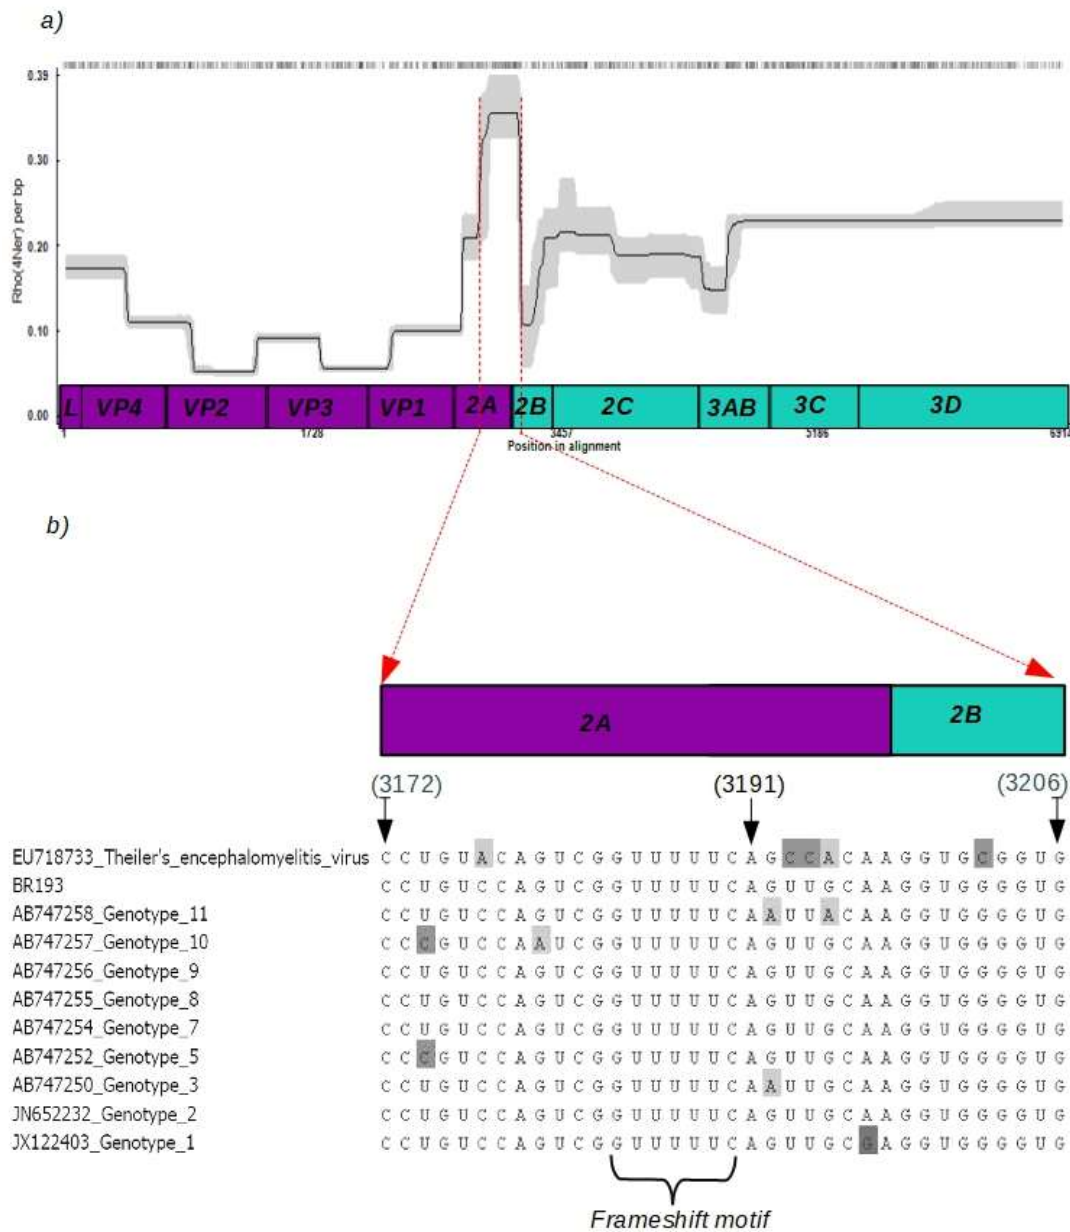 a)
0.39
0.30
0.20
0.10
0.00
Rho(4Ner) per bp
L VP4 VP2 VP3 VP1 2A 2B 2C 3AB 3C 3D
1 1728 3457 5186 6914
Position in alignment
b)
2A 2B
(3172) (3191) (3206)
EU718733_Theiler's_encephalomyelitis_virus C C U G U A C A G U C G G U U U U U C A G C C A C A A G G U G C G G U G
BR193 C C U G U C C A G U C G G U U U U U C A G U U G C A A G G U G G G G U G
AB747258_Genotype_11 C C U G U C C A G U C G G U U U U U C A A U U A C A A G G U G G G G U G
AB747257_Genotype_10 C C C G U C C A A U C G G U U U U U C A G U U G C A A G G U G G G G U G
AB747256_Genotype_9 C C U G U C C A G U C G G U U U U U C A G U U G C A A G G U G G G G U G
AB747255_Genotype_8 C C U G U C C A G U C G G U U U U U C A G U U G C A A G G U G G G G U G
AB747254_Genotype_7 C C U G U C C A G U C G G U U U U U C A G U U G C A A G G U G G G G U G
AB747252_Genotype_5 C C C G U C C A G U C G G U U U U U C A G U U G C A A G G U G G G G U G
AB747250_Genotype_3 C C U G U C C A G U C G G U U U U U C A A U U G C A A G G U G G G G U G
JN652232_Genotype_2 C C U G U C C A G U C G G U U U U U C A G U U G C A A G G U G G G G U G
JX122403_Genotype_1 C C U G U C C A G U C G G U U U U U C A G U U G C G A G G U G G G G U G
Frameshift motif